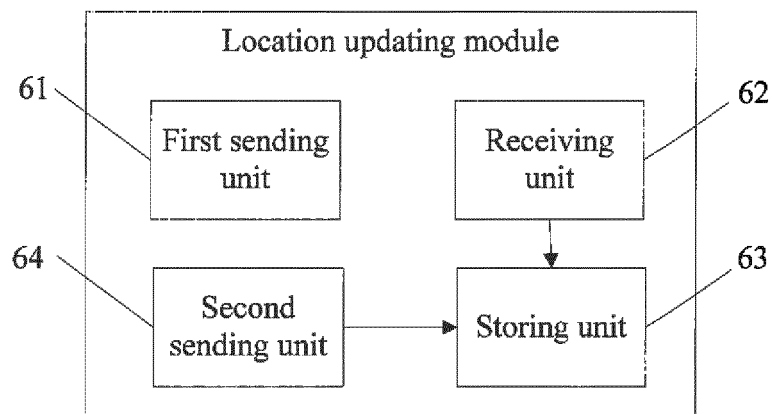 Location updating module
61
62
First sending
unit
Receiving
unit
64
63
Second
sending unit
Storing unit